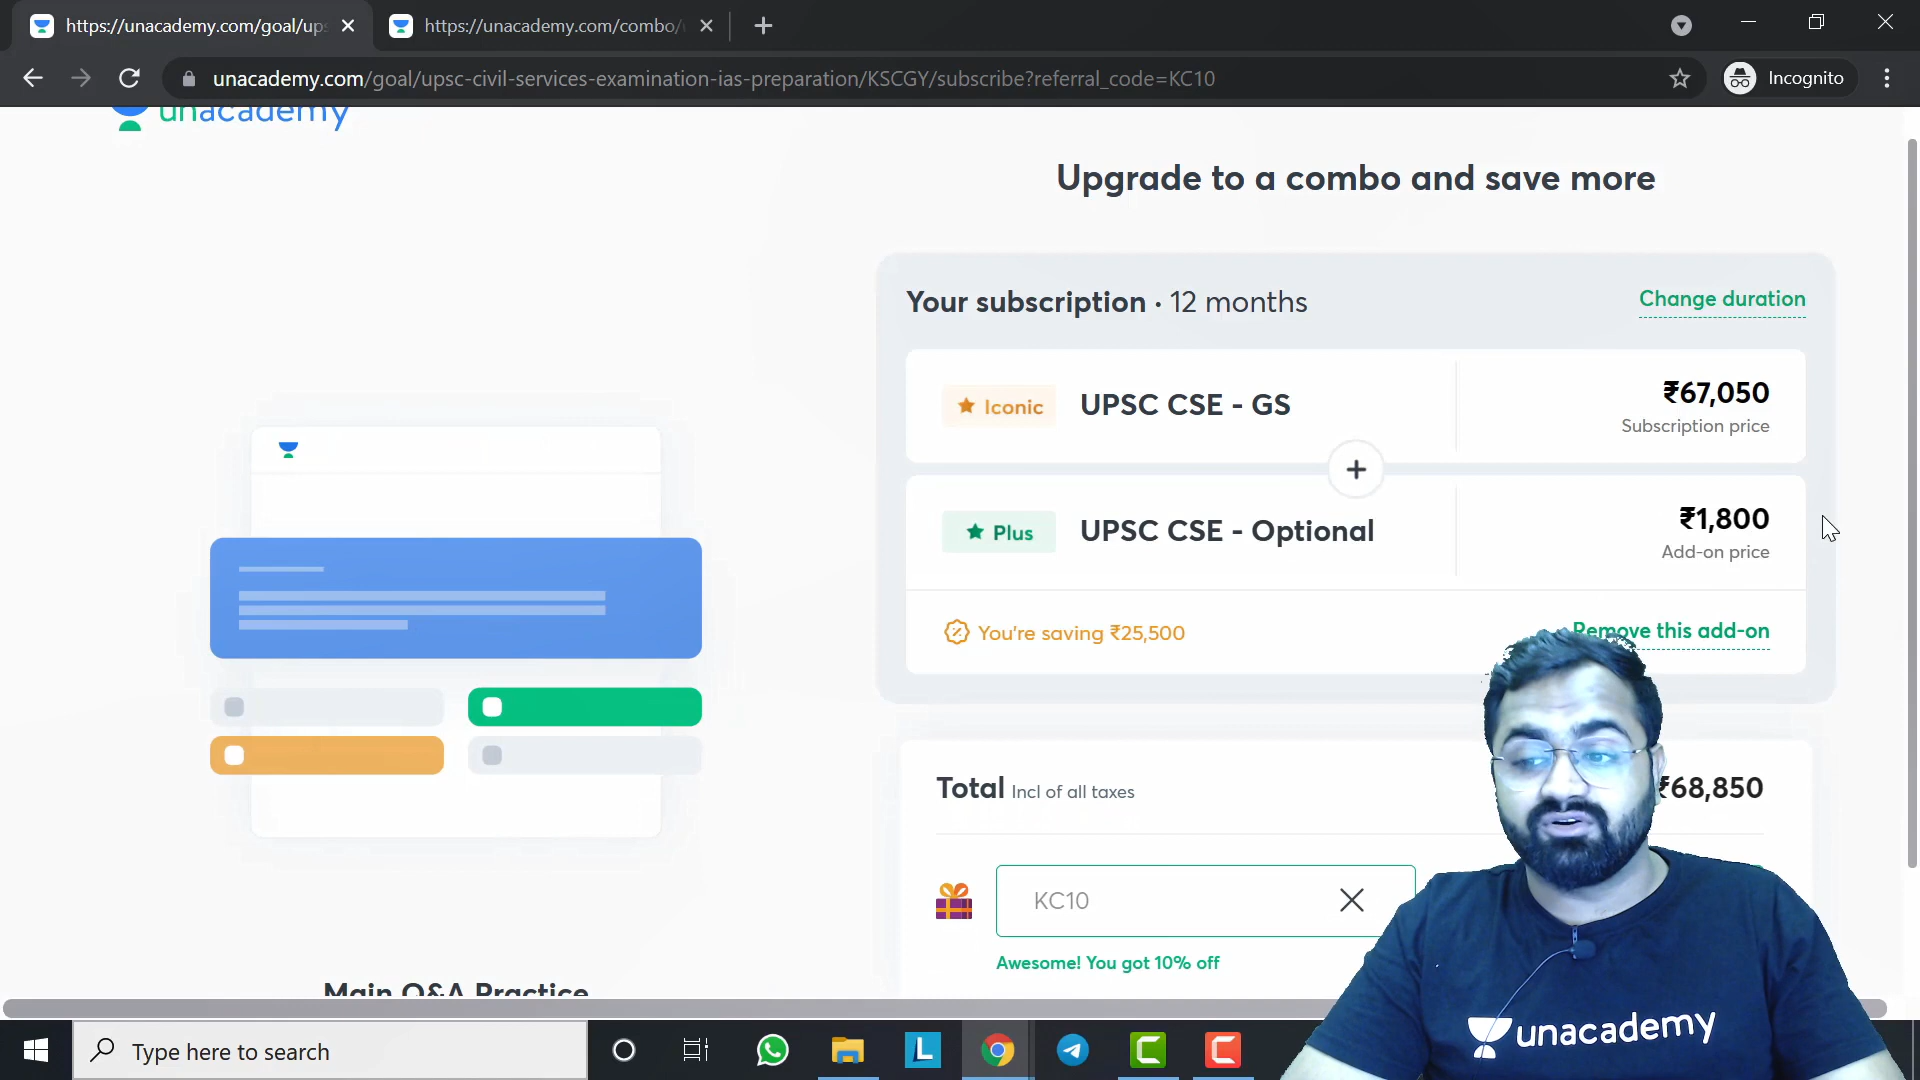 https://unacademy.com/goal/ups
https://unacademy.com/combo/
unacademy.com/goal/upsc-civil-services-examination-ias-preparation/KSCGY/subscribe?referral_code=KC10
Incognito
unacademy
Upgrade to a combo and save more
Your subscription · 12 months
Change duration
Iconic
UPSC CSE - GS
₹67,050
Subscription price
+
Plus
UPSC CSE - Optional
₹1,800
Add-on price
You're saving ₹25,500
Remove this add-on
Total Incl of all taxes
₹68,850
KC10
Awesome! You got 10% off
Main Q&A Practice
unacademy
Type here to search